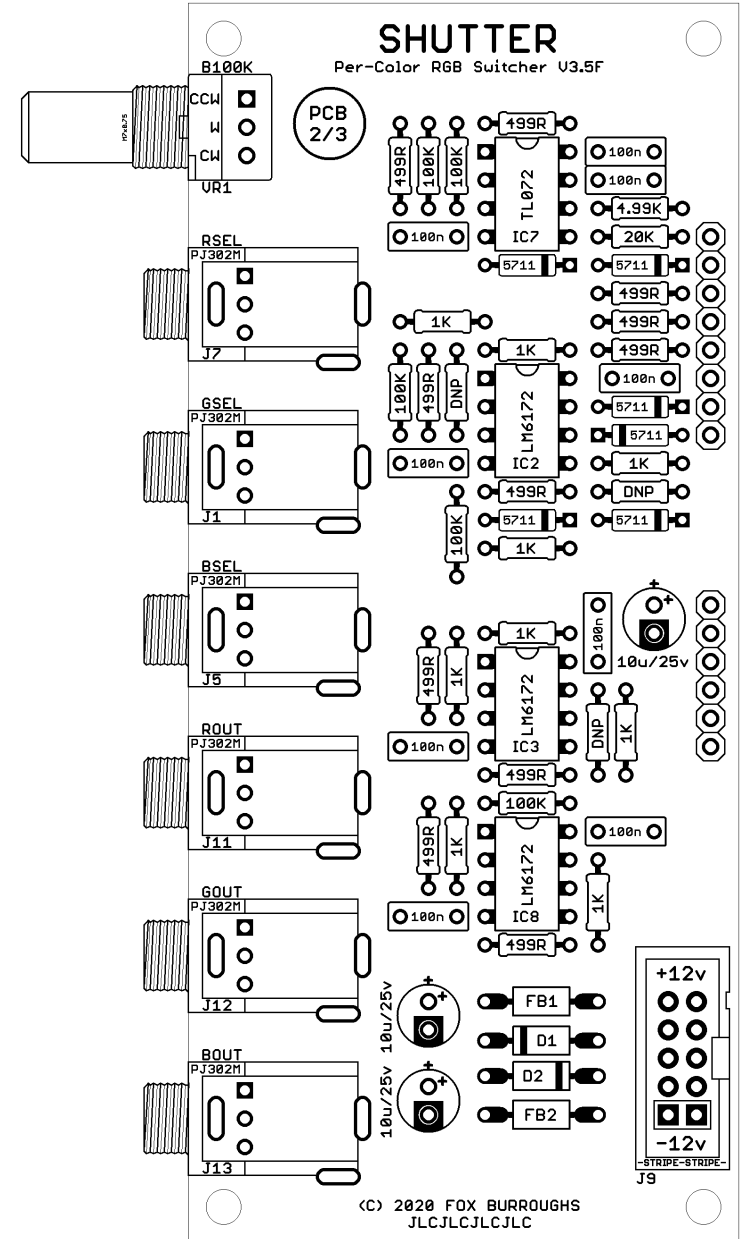 SHUTTER
Per-Color RGB Switcher V3.5F
B100K
CCW
W
CW
M7x0.75
VR1
PCB
2/3
499R
499R
100K
100K
TL072
IC7
100n
100n
100n
4.99K
20K
5711
5711
499R
499R
499R
100n
5711
5711
1K
DNP
5711
RSEL
PJ302M
J7
1K
1K
100K
499R
DNP
LM6172
IC2
100n
499R
5711
1K
100K
GSEL
PJ302M
J1
BSEL
PJ302M
J5
1K
499R
1K
LM6172
IC3
100n
499R
100n
+
+
10u/25v
DNP
1K
ROUT
PJ302M
J11
100K
499R
1K
LM6172
IC8
100n
499R
100n
1K
GOUT
PJ302M
J12
+
+
10u/25v
FB1
D1
D2
FB2
+
+
10u/25v
BOUT
PJ302M
J13
+12v
-12v
-STRIPE-STRIPE-
J9
(C) 2020 FOX BURROUGHS
JLCJLCJLCJLC